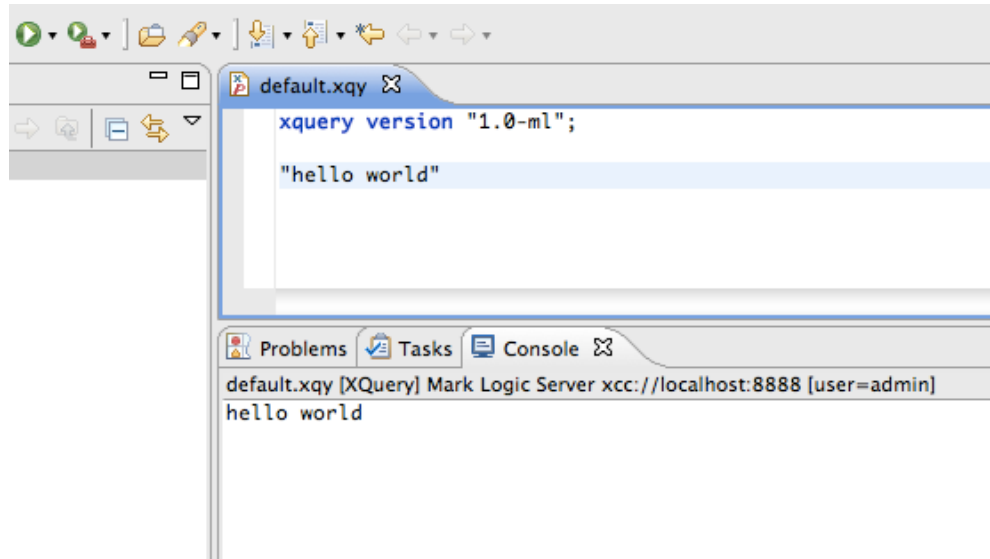 default.xqy
xquery version "1.0-ml";
"hello world"
Problems Tasks Console
default.xqy [XQuery] Mark Logic Server xcc://localhost:8888 [user=admin]
hello world